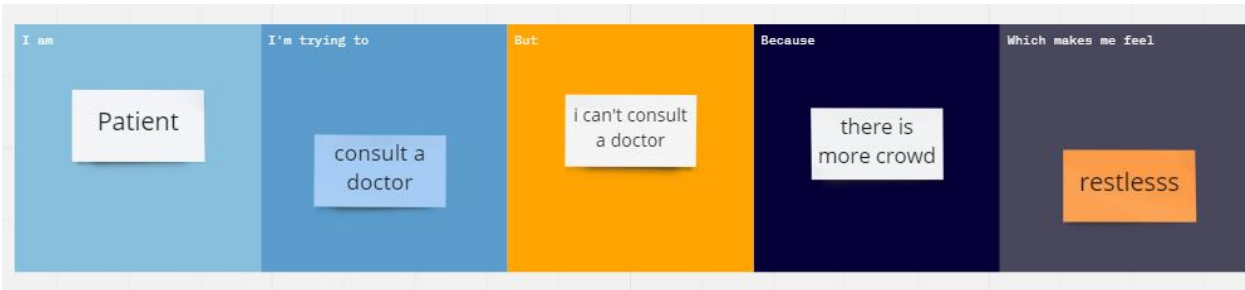 I am
Patient
I'm trying to
consult a
doctor
But
i can't consult
a doctor
Because
there is
more crowd
Which makes me feel
restlesss